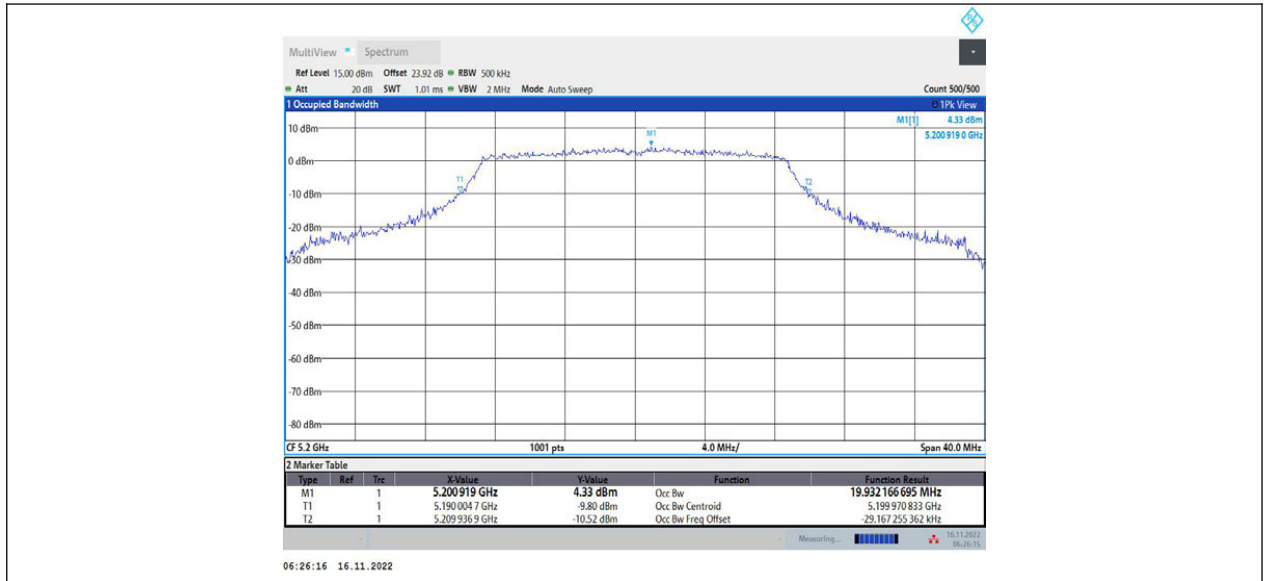 MultiView Spectrum
Ref Level 15.00 dBm Offset 23.92 dB RBW 500 kHz
Att 20 dB SWT 1.01 ms VBW 2 MHz Mode Auto Sweep Count 500/500
1 Occupied Bandwidth 1Pk View
M1[1] 4.33 dBm
5.200 919 0 GHz
10 dBm
M1
0 dBm
T1 T2
-10 dBm
-20 dBm
-30 dBm
-40 dBm
-50 dBm
-60 dBm
-70 dBm
-80 dBm
CF 5.2 GHz 1001 pts 4.0 MHz/ Span 40.0 MHz
2 Marker Table
Type Ref Trc X-Value Y-Value Function Function Result
M1 1 5.200 919 GHz 4.33 dBm Occ Bw 19.932 166 695 MHz
T1 1 5.190 004 7 GHz -9.80 dBm Occ Bw Centroid 5.199 970 833 GHz
T2 1 5.209 936 9 GHz -10.52 dBm Occ Bw Freq Offset -29.167 255 362 kHz
Measuring... 16.11.2022
06:26:15
06:26:16 16.11.2022